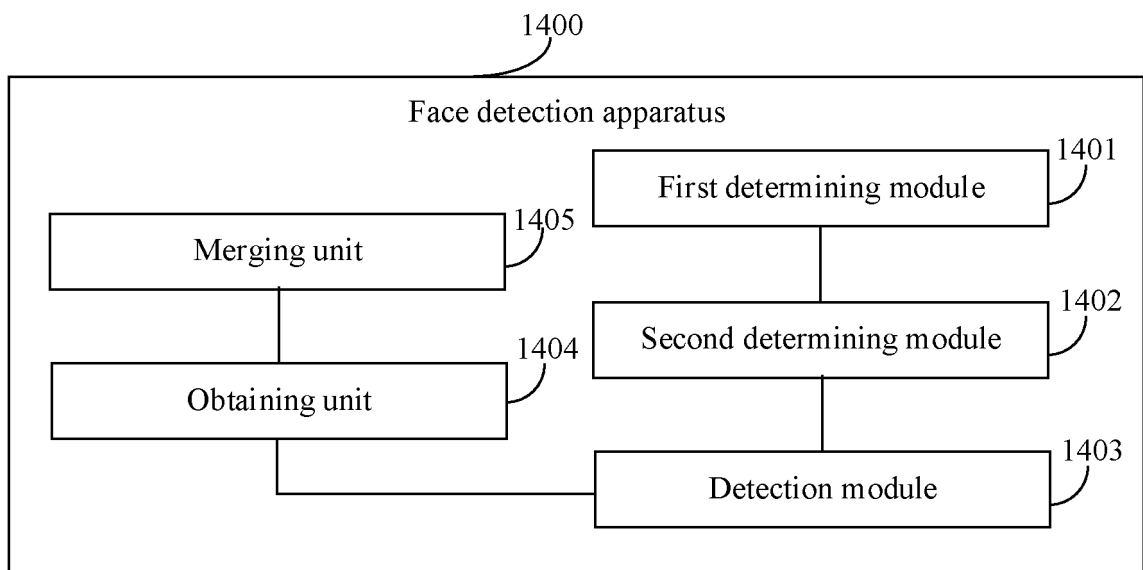 1400
Face detection apparatus
1401
First determining module
1405
Merging unit
1402
Second determining module
1404
Obtaining unit
1403
Detection module